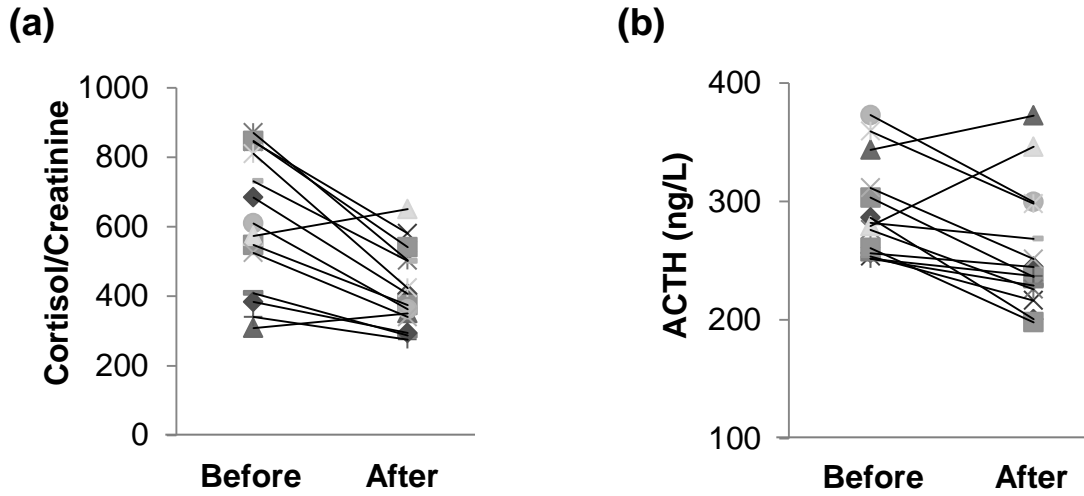 (a)
Cortisol/Creatinine
1000
800
600
400
200
0
Before After
(b)
ACTH (ng/L)
400
300
200
100
Before After